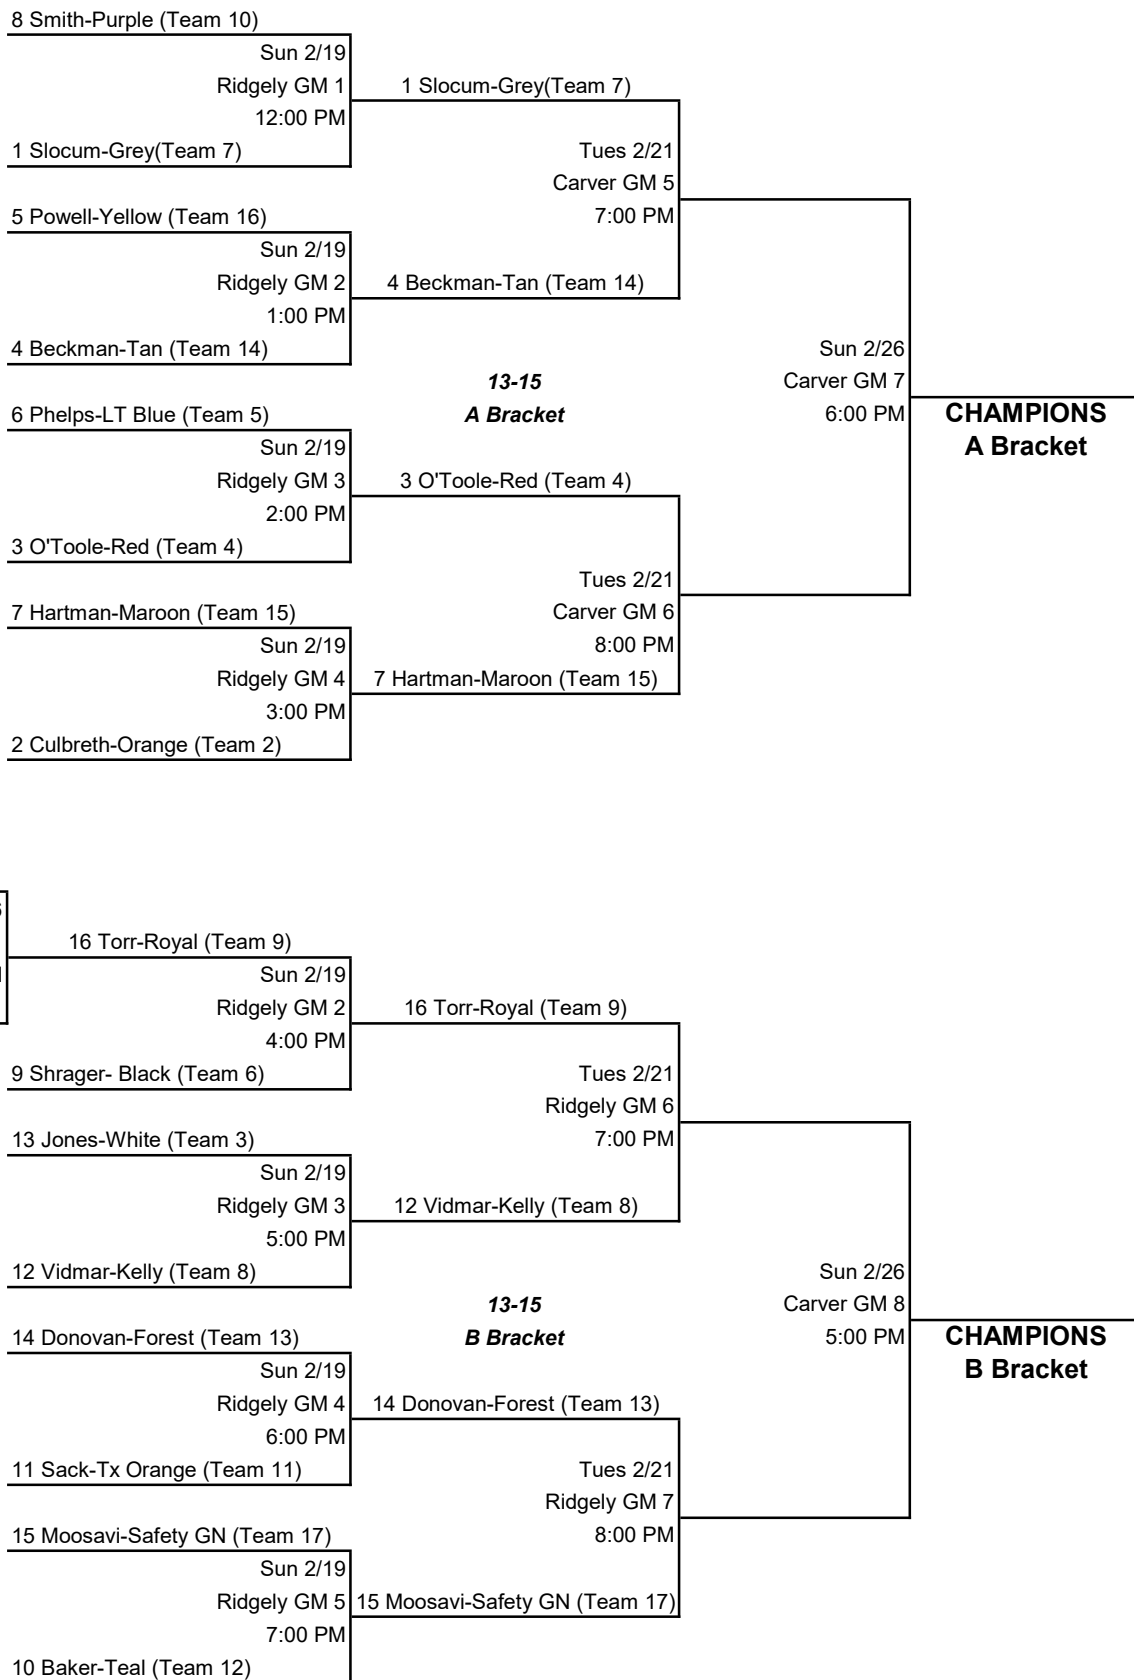 8 Smith-Purple (Team 10)
Sun 2/19
Ridgely GM 1
1 Slocum-Grey(Team 7)
12:00 PM
1 Slocum-Grey(Team 7)
Tues 2/21
Carver GM 5
5 Powell-Yellow (Team 16)
7:00 PM
Sun 2/19
Ridgely GM 2
4 Beckman-Tan (Team 14)
1:00 PM
4 Beckman-Tan (Team 14)
Sun 2/26
13-15
Carver GM 7
6 Phelps-LT Blue (Team 5)
A Bracket
6:00 PM
CHAMPIONS
A Bracket
Sun 2/19
Ridgely GM 3
3 O'Toole-Red (Team 4)
2:00 PM
3 O'Toole-Red (Team 4)
Tues 2/21
Carver GM 6
7 Hartman-Maroon (Team 15)
8:00 PM
Sun 2/19
Ridgely GM 4
7 Hartman-Maroon (Team 15)
3:00 PM
2 Culbreth-Orange (Team 2)
16 Torr-Royal (Team 9)
Sun 2/19
Ridgely GM 2
16 Torr-Royal (Team 9)
4:00 PM
9 Shrager- Black (Team 6)
Tues 2/21
Ridgely GM 6
13 Jones-White (Team 3)
7:00 PM
Sun 2/19
Ridgely GM 3
12 Vidmar-Kelly (Team 8)
5:00 PM
12 Vidmar-Kelly (Team 8)
Sun 2/26
13-15
Carver GM 8
14 Donovan-Forest (Team 13)
B Bracket
5:00 PM
CHAMPIONS
B Bracket
Sun 2/19
Ridgely GM 4
14 Donovan-Forest (Team 13)
6:00 PM
11 Sack-Tx Orange (Team 11)
Tues 2/21
Ridgely GM 7
15 Moosavi-Safety GN (Team 17)
8:00 PM
Sun 2/19
Ridgely GM 5
15 Moosavi-Safety GN (Team 17)
7:00 PM
10 Baker-Teal (Team 12)